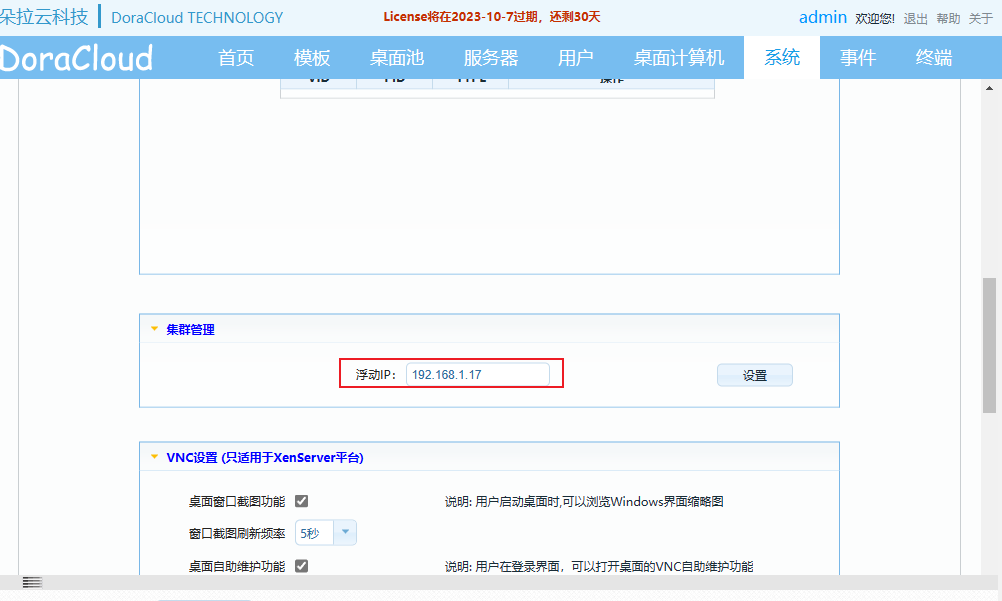 朵拉云科技 DoraCloud TECHNOLOGY License将在2023-10-7过期，还剩30天 admin 欢迎您! 退出 帮助 关于
DoraCloud 首页 模板 桌面池 服务器 用户 桌面计算机 系统 事件 终端
VID PID TYPE 操作
集群管理
浮动IP: 192.168.1.17 设置
VNC设置 (只适用于XenServer平台)
桌面窗口截图功能 说明: 用户启动桌面时,可以浏览Windows界面缩略图
窗口截图刷新频率 5秒
桌面自助维护功能 说明: 用户在登录界面，可以打开桌面的VNC自助维护功能